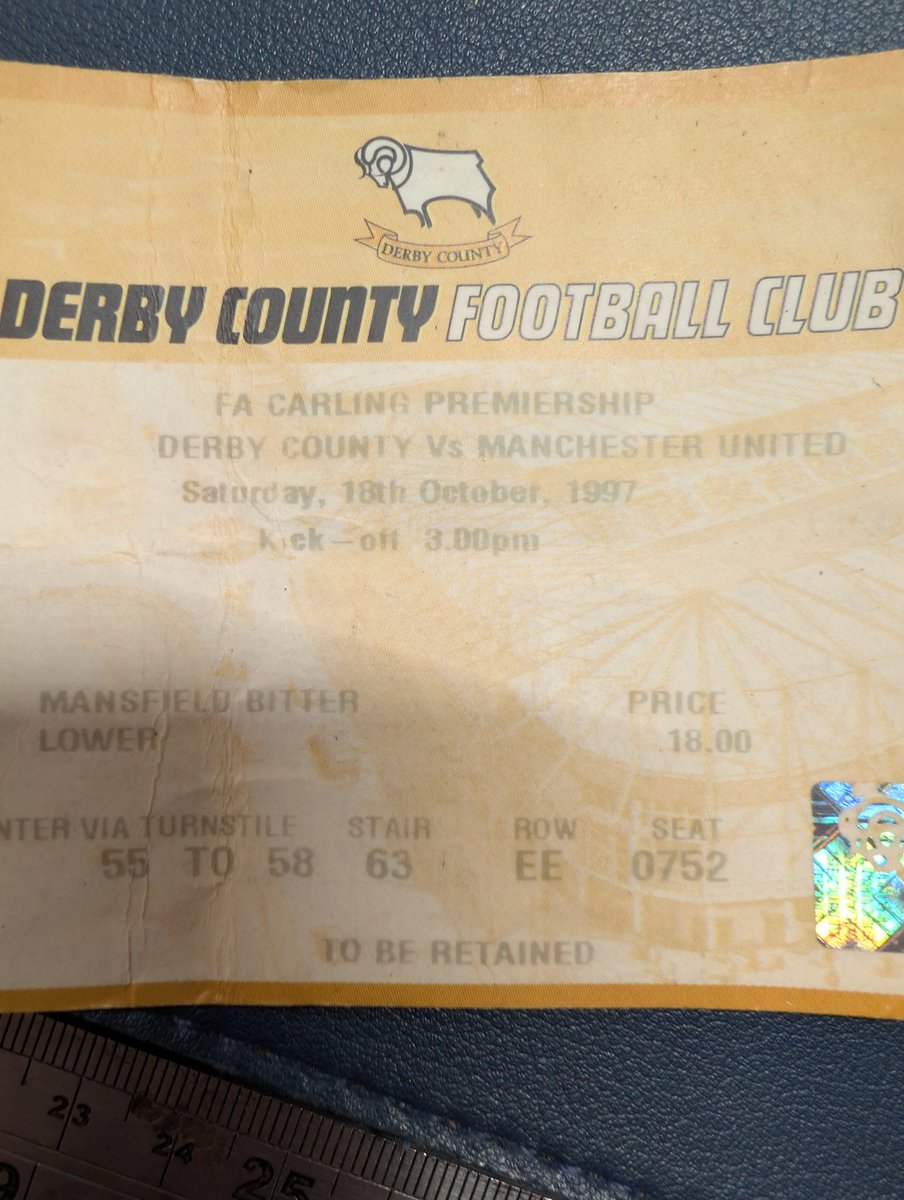 DERBY COUNTY
DERBY COUNTY FOOTBALL CLUB
FA CARLING PREMIERSHIP
DERBY COUNTY Vs MANCHESTER UNITED
Saturday, 18th October, 1997
Kick-off 3.00pm
MANSFIELD BITTER PRICE
LOWER 18.00
NTER VIA TURNSTILE STAIR ROW SEAT
55 TO 58 63 EE 0752
TO BE RETAINED
23 24 25
9